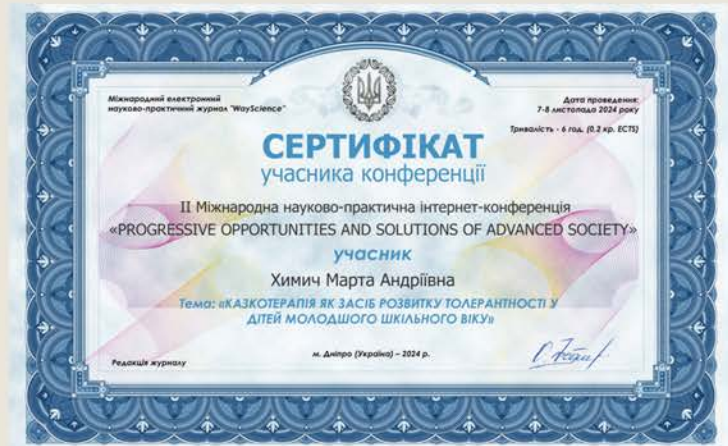 Міжнародний електронний
науково-практичний журнал "WayScience"
Дата проведення:
7-8 листопада 2024 року
Тривалість - 6 год. (0.2 кр. ECTS)
СЕРТИФІКАТ
учасника конференції
ІІ Міжнародна науково-практична інтернет-конференція
«PROGRESSIVE OPPORTUNITIES AND SOLUTIONS OF ADVANCED SOCIETY»
учасник
Химич Марта Андріївна
Тема: «КАЗКОТЕРАПІЯ ЯК ЗАСІБ РОЗВИТКУ ТОЛЕРАНТНОСТІ У
ДІТЕЙ МОЛОДШОГО ШКІЛЬНОГО ВІКУ»
Редакція журналу
м. Дніпро (Україна) – 2024 р.